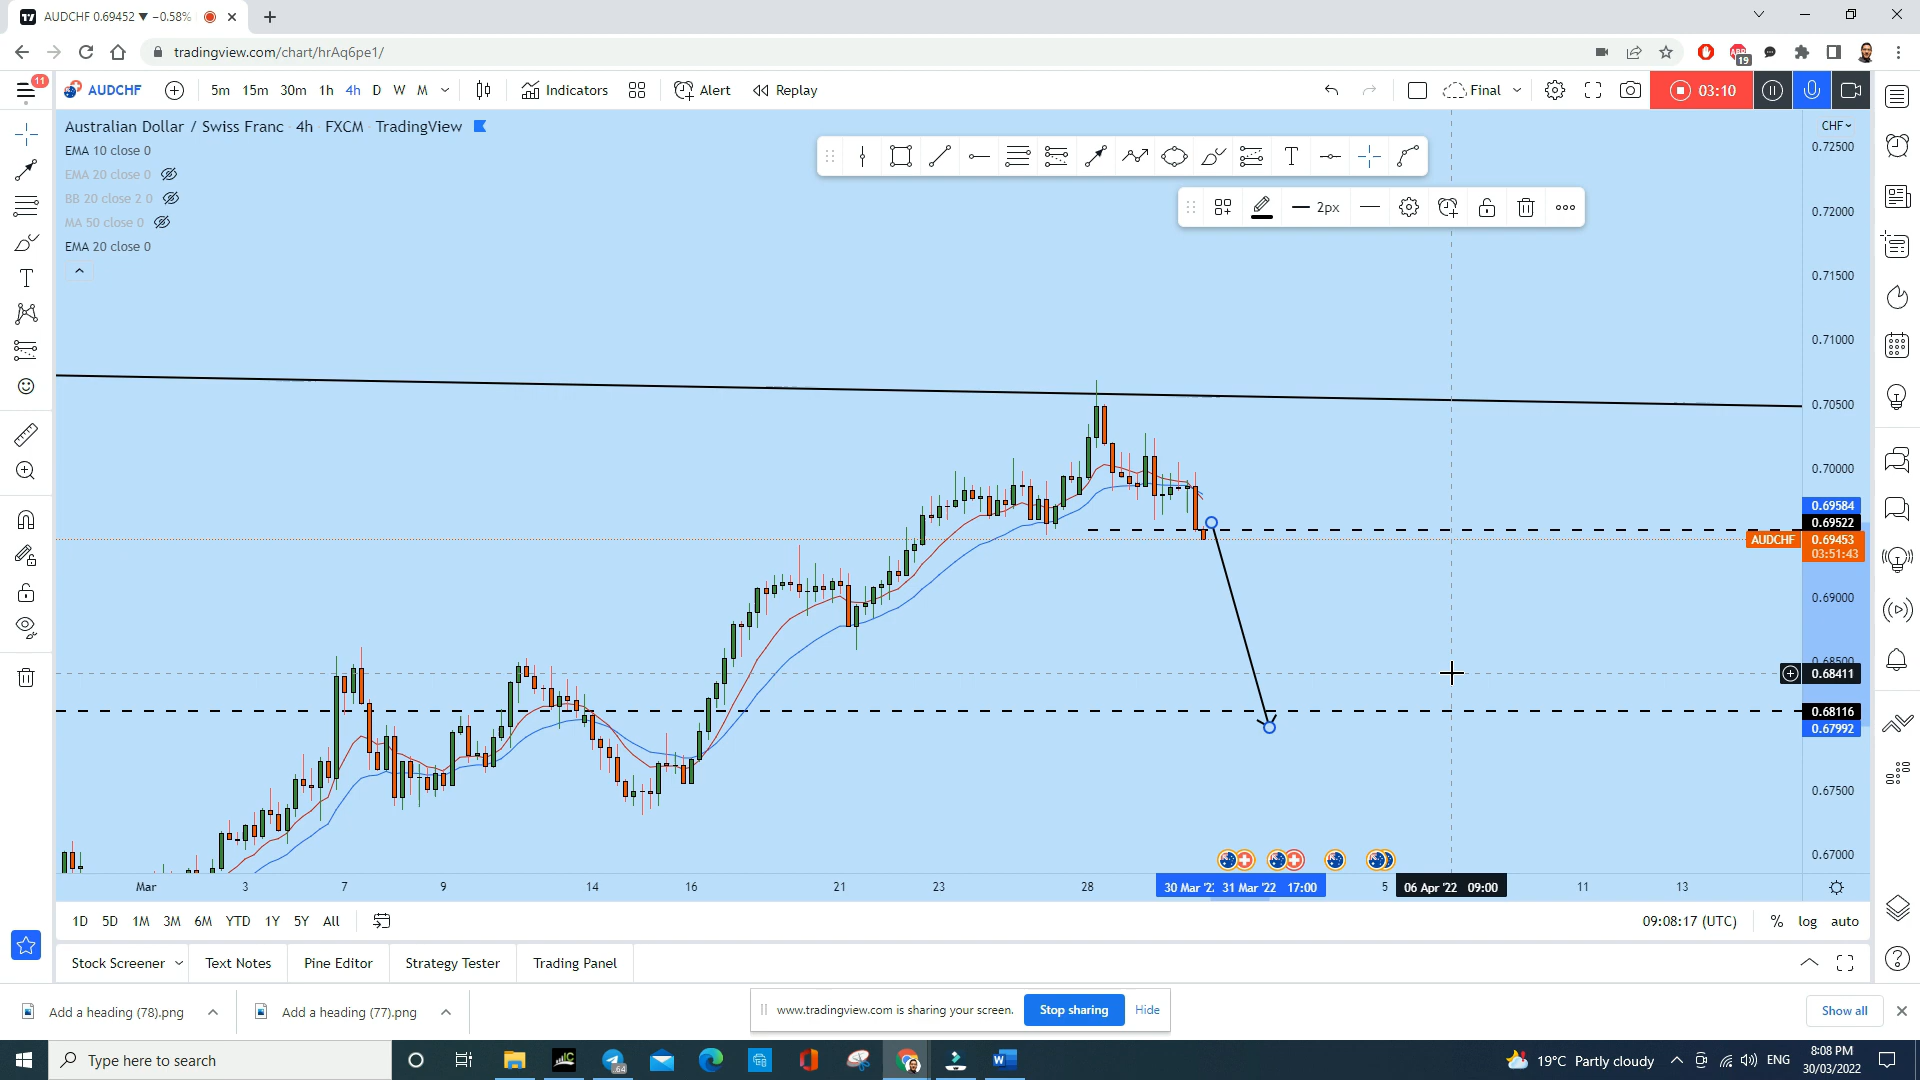 AUDCHF 0.69452 ▼ −0.58%
tradingview.com/chart/hrAq6pe1/
19
11
AUDCHF
5m 15m 30m 1h 4h D W M
Indicators
Alert
Replay
Final
03:10
Australian Dollar / Swiss Franc 4h FXCM TradingView
CHF
EMA 10 close 0
EMA 20 close 0
BB 20 close 2 0
MA 50 close 0
EMA 20 close 0
2px
0.72500
0.72000
0.71500
0.71000
0.70500
0.70000
0.69584
0.69522
AUDCHF 0.69453
03:51:43
0.69000
0.68500
0.68411
0.68116
0.67992
0.67500
0.67000
Mar 3 7 9 14 16 21 23 28 30 Mar '2 31 Mar '22 17:00 5 06 Apr '22 09:00 11 13
1D 5D 1M 3M 6M YTD 1Y 5Y All
09:08:17 (UTC) % log auto
Stock Screener Text Notes Pine Editor Strategy Tester Trading Panel
Add a heading (78).png
Add a heading (77).png
www.tradingview.com is sharing your screen. Stop sharing Hide
Show all
Type here to search
.64
19°C Partly cloudy
ENG
8:08 PM
30/03/2022